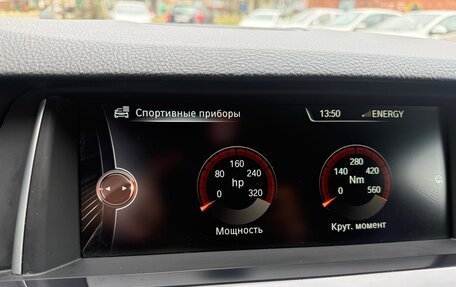 Спортивные приборы 13:50 ENERGY
160
80 240
hp
0 320
Мощность
280
140 420
Nm
0 560
Крут. момент